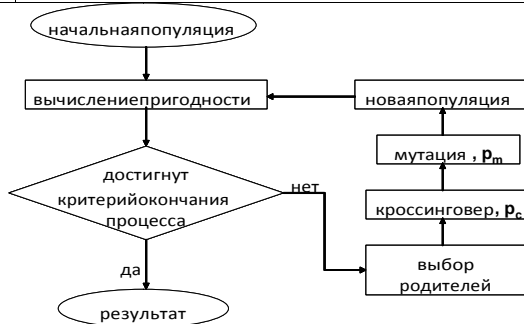 начальнаяпопуляция
вычислениепригодности
новаяпопуляция
мутация , pm
достигнут
критерийокончания
процесса
нет
кроссинговер, pc
выбор
родителей
да
результат